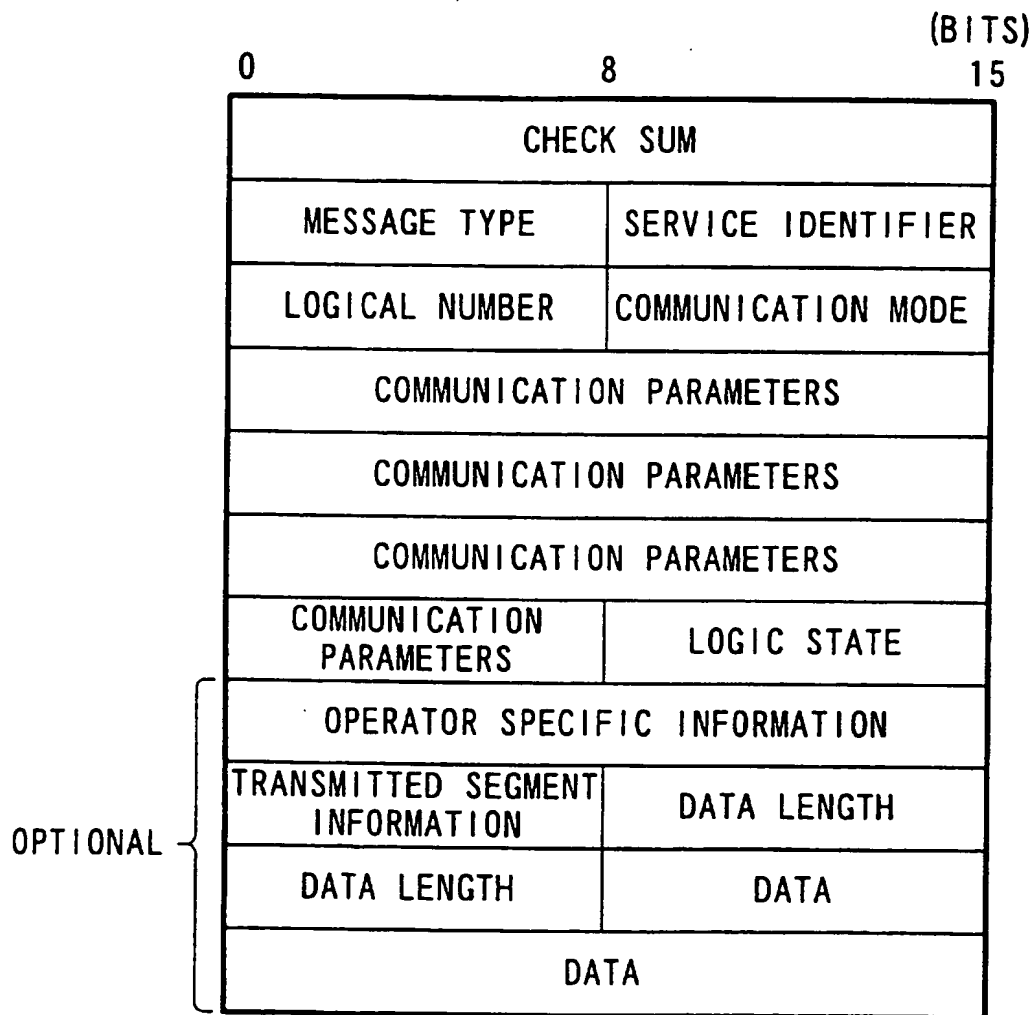 (BITS)
0 8 15
CHECK SUM
MESSAGE TYPE SERVICE IDENTIFIER
LOGICAL NUMBER COMMUNICATION MODE
COMMUNICATION PARAMETERS
COMMUNICATION PARAMETERS
COMMUNICATION PARAMETERS
COMMUNICATION
PARAMETERS
LOGIC STATE
OPERATOR SPECIFIC INFORMATION
TRANSMITTED SEGMENT
INFORMATION
DATA LENGTH
OPTIONAL
DATA LENGTH DATA
DATA